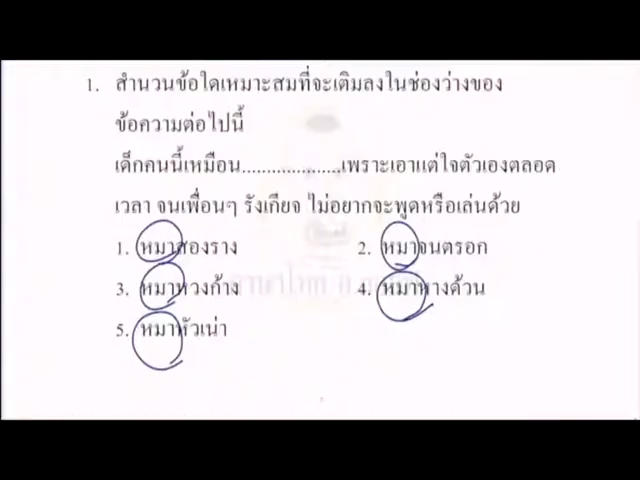 1. สำนวนข้อใดเหมาะสมที่จะเติมลงในช่องว่างของ
ข้อความต่อไปนี้
เด็กคนนี้เหมือน....................เพราะเอาแต่ใจตัวเองตลอด
เวลา จนเพื่อนๆ รังเกียจ ไม่อยากจะพูดหรือเล่นด้วย
1. หมาสองราง 2. หมาจนตรอก
3. หมาหวงก้าง 4. หมาหางด้วน
5. หมาหัวเน่า